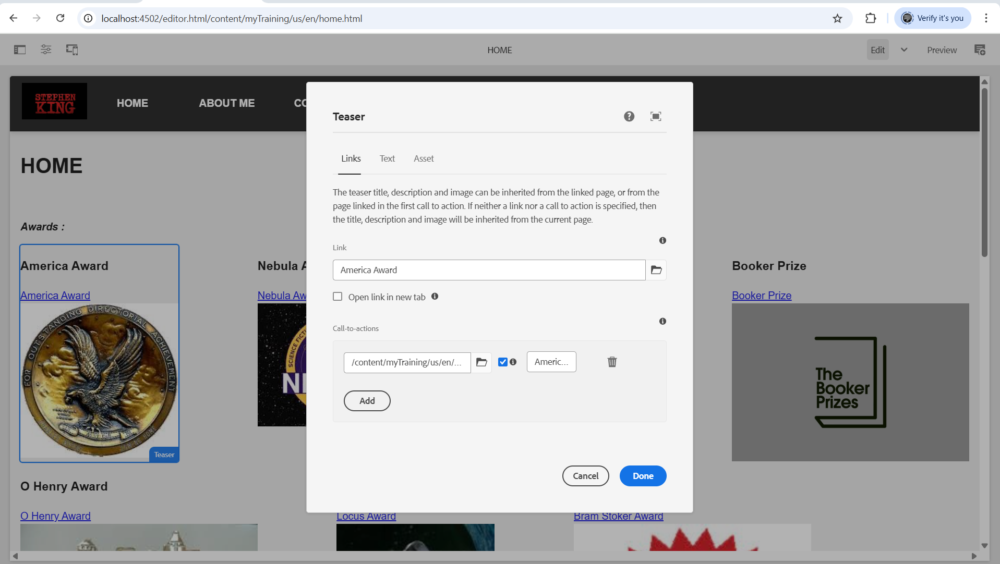 localhost:4502/editor.html/content/myTraining/us/en/home.html
Verify it's you
HOME
Edit
Preview
STEPHEN
KING
HOME
ABOUT ME
CO
HOME
Awards :
America Award
America Award
FOR OUTSTANDING DIRECTORIAL ACHIEVEMENT
Teaser
Nebula A
Nebula Aw
SCIENCE FICTI
NE
Booker Prize
Booker Prize
The
Booker
Prizes
O Henry Award
O Henry Award
Locus Award
Bram Stoker Award
Teaser
Links
Text
Asset
The teaser title, description and image can be inherited from the linked page, or from the
page linked in the first call to action. If neither a link nor a call to action is specified, then
the title, description and image will be inherited from the current page.
Link
America Award
Open link in new tab
Call-to-actions
/content/myTraining/us/en/...
Americ...
Add
Cancel
Done